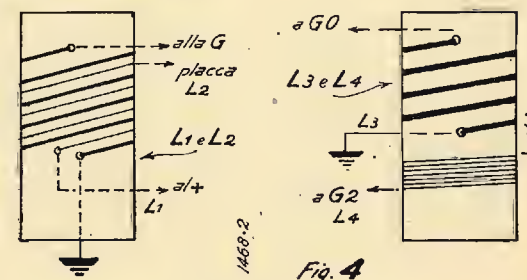 alla G
placca
L2
L1 e L2
al+
L1
1468-2
a G0
L3 e L4
L3
a G2
L4
Fig. 4